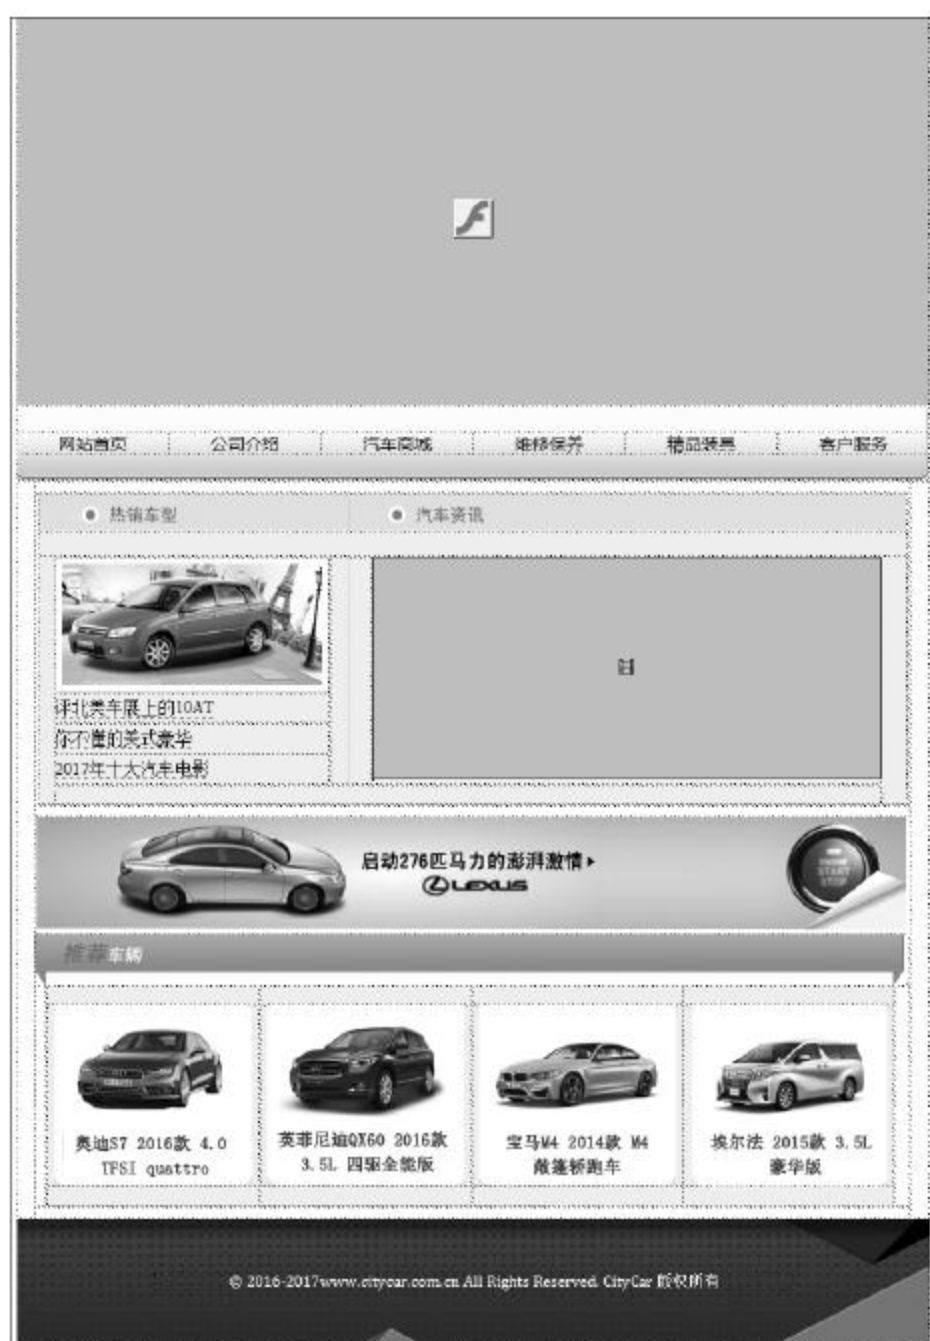 网站首页 公司介绍 汽车商城 维修保养 精品装具 客户服务
热销车型 汽车资讯
评北美车展上的10AT
你不懂的美式豪华
2017年十大汽车电影
启动276匹马力的澎湃激情
LEXUS
START
STOP
推荐车辆
奥迪S7 2016款 4.0
TFSI quattro
英菲尼迪QX60 2016款
3.5L 四驱全能版
宝马M4 2014款 M4
敞篷轿跑车
埃尔法 2015款 3.5L
豪华版
© 2016-2017www.citycar.com.cn All Rights Reserved. CityCar 版权所有